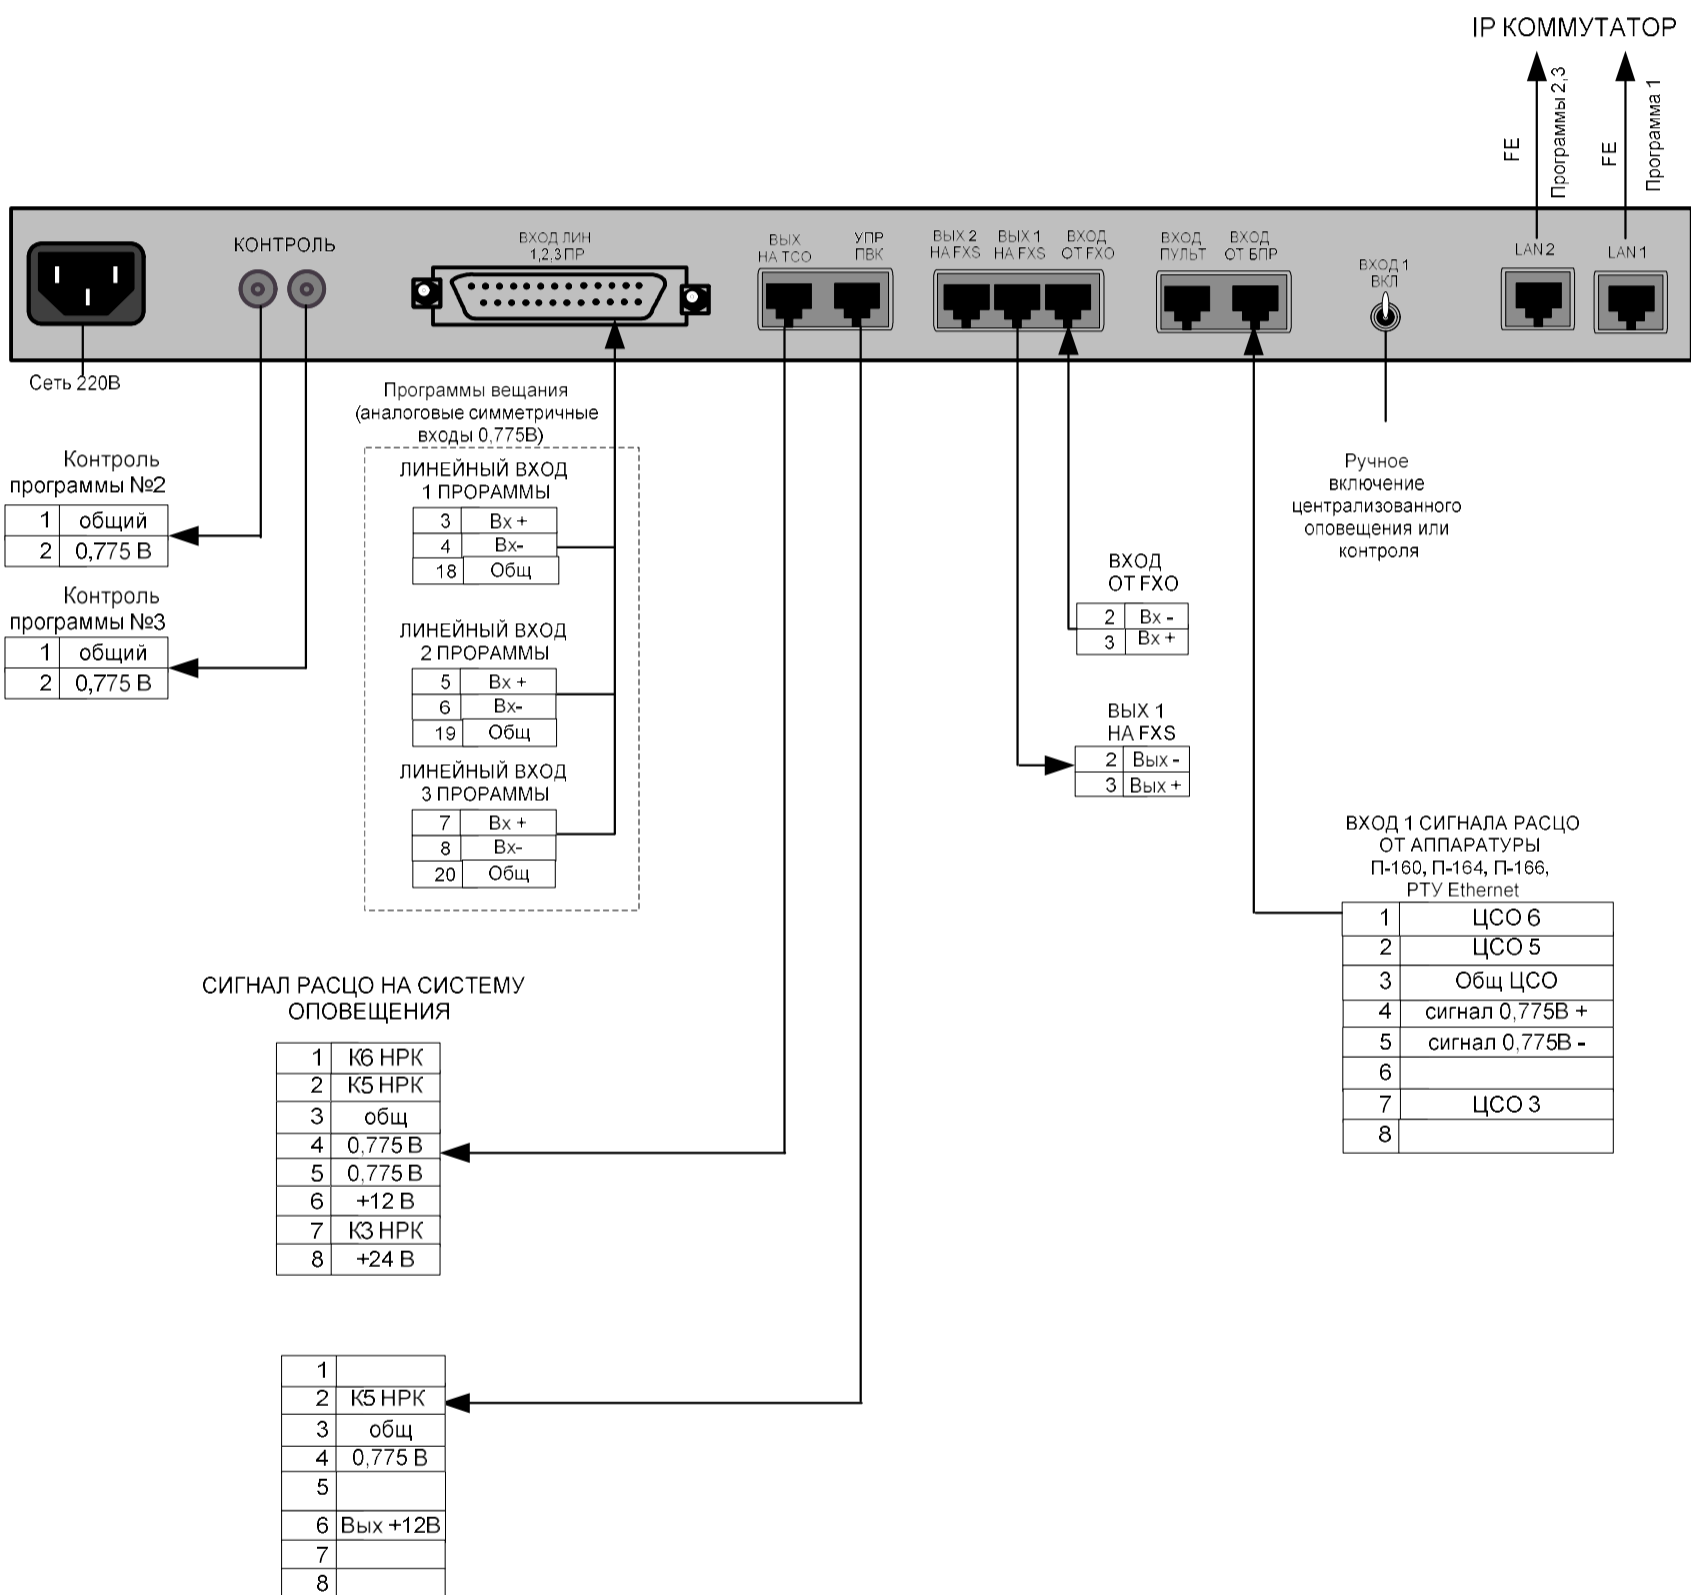 IP КОММУТАТОР
FE
Программы 2,3
FE
Программа 1
КОНТРОЛЬ
ВХОД ЛИН
1,2,3 ПР
ВЫХ
НА ТСО
УПР
ПВК
ВЫХ 2
НА FXS
ВЫХ 1
НА FXS
ВХОД
ОТ FXO
ВХОД
ПУЛЬТ
ВХОД
ОТ БПР
ВХОД 1
ВКЛ
LAN 2
LAN 1
Сеть 220В
Контроль
программы №2
1 общий
2 0,775 В
Контроль
программы №3
1 общий
2 0,775 В
Программы вещания
(аналоговые симметричные
входы 0,775В)
ЛИНЕЙНЫЙ ВХОД
1 ПРОРАММЫ
3 Вх +
4 Вх-
18 Общ
ЛИНЕЙНЫЙ ВХОД
2 ПРОРАММЫ
5 Вх +
6 Вх-
19 Общ
ЛИНЕЙНЫЙ ВХОД
3 ПРОРАММЫ
7 Вх +
8 Вх-
20 Общ
Ручное
включение
централизованного
оповещения или
контроля
ВХОД
ОТ FXO
2 Вх -
3 Вх +
ВЫХ 1
НА FXS
2 Вых -
3 Вых +
ВХОД 1 СИГНАЛА РАСЦО
ОТ АППАРАТУРЫ
П-160, П-164, П-166,
РТУ Ethernet
1 ЦСО 6
2 ЦСО 5
3 Общ ЦСО
4 сигнал 0,775В +
5 сигнал 0,775В -
6
7 ЦСО 3
8
СИГНАЛ РАСЦО НА СИСТЕМУ
ОПОВЕЩЕНИЯ
1 К6 НРК
2 К5 НРК
3 общ
4 0,775 В
5 0,775 В
6 +12 В
7 К3 НРК
8 +24 В
1
2 К5 НРК
3 общ
4 0,775 В
5
6 Вых +12В
7
8